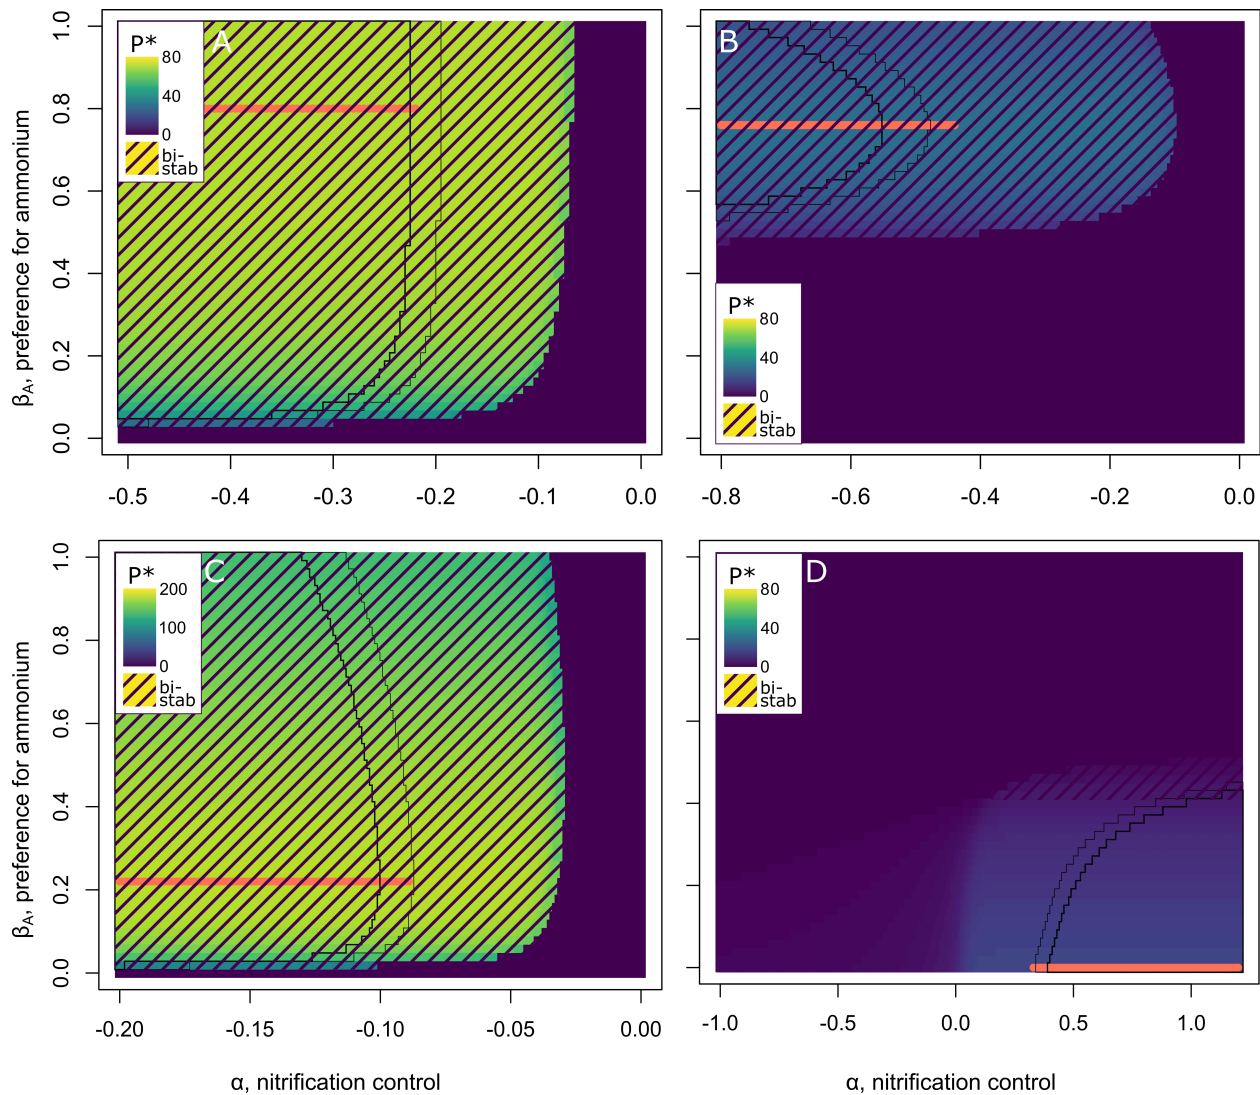 A
P*
80
40
0
bi-
stab
1.0
0.8
0.6
0.4
0.2
0.0
βA, preference for ammonium
-0.5
-0.4
-0.3
-0.2
-0.1
0.0
B
P*
80
40
0
bi-
stab
-0.8
-0.6
-0.4
-0.2
0.0
C
P*
200
100
0
bi-
stab
1.0
0.8
0.6
0.4
0.2
0.0
βA, preference for ammonium
-0.20
-0.15
-0.10
-0.05
0.00
α, nitrification control
D
P*
80
40
0
bi-
stab
-1.0
-0.5
0.0
0.5
1.0
α, nitrification control